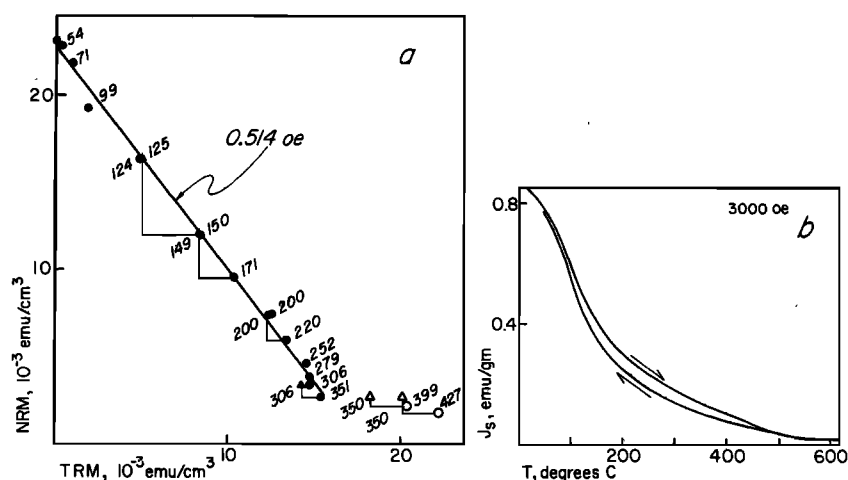 a
54
71
20
99
124 125
0.514 oe
149 150
10
171
200 200
220
252
279
306 306
351
350 399
350 427
10 20
NRM, 10⁻³ emu/cm³
TRM, 10⁻³ emu/cm³
3000 oe
b
0.8
0.4
200 400 600
Js, emu/gm
T, degrees C